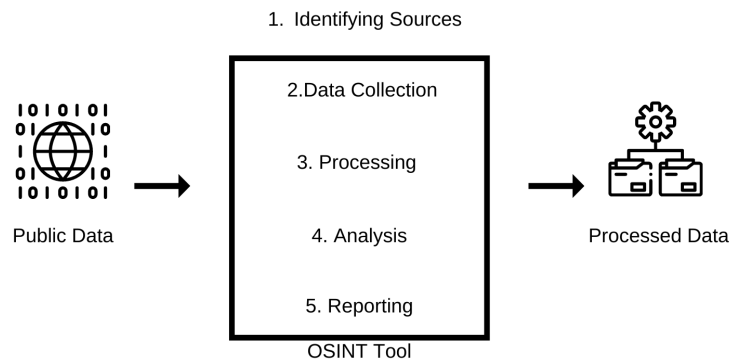 1. Identifying Sources
2.Data Collection
3. Processing
4. Analysis
5. Reporting
OSINT Tool
Public Data
Processed Data